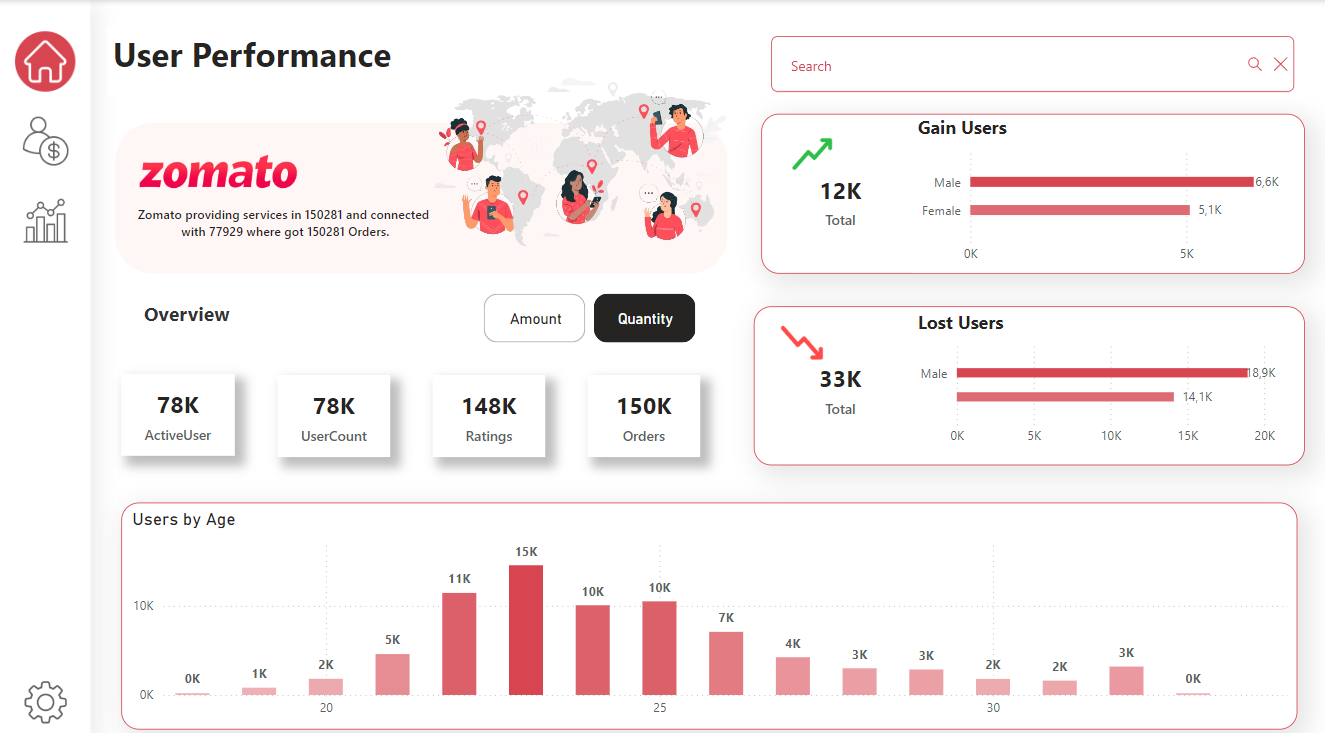 User Performance
Search
zomato
Zomato providing services in 150281 and connected
with 77929 where got 150281 Orders.
Gain Users
12K
Total
Male
6,6K
Female
5,1K
0K
5K
Overview
Amount
Quantity
Lost Users
33K
Total
Male
18,9K
14,1K
0K
5K
10K
15K
20K
78K
ActiveUser
78K
UserCount
148K
Ratings
150K
Orders
Users by Age
10K
0K
0K
1K
2K
5K
11K
15K
10K
10K
7K
4K
3K
3K
2K
2K
3K
0K
20
25
30